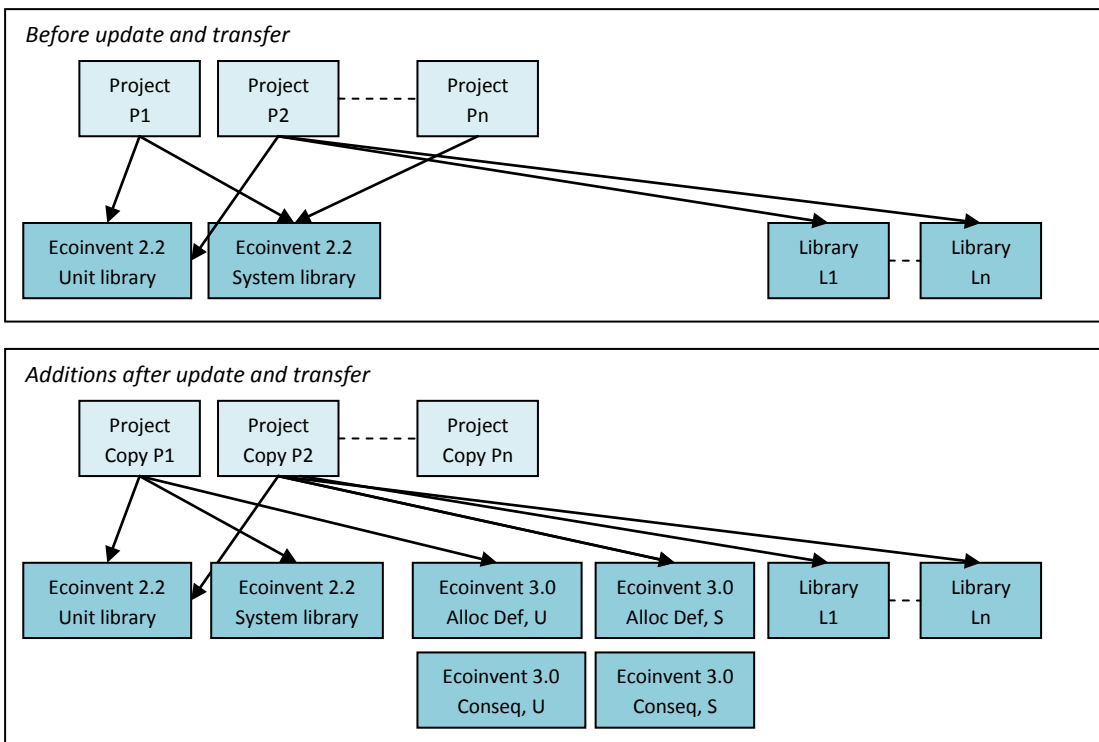 Before update and transfer
Project
P1
Project
P2
Project
Pn
Ecoinvent 2.2
Unit library
Ecoinvent 2.2
System library
Library
L1
Library
Ln
Additions after update and transfer
Project
Copy P1
Project
Copy P2
Project
Copy Pn
Ecoinvent 2.2
Unit library
Ecoinvent 2.2
System library
Ecoinvent 3.0
Alloc Def, U
Ecoinvent 3.0
Alloc Def, S
Library
L1
Library
Ln
Ecoinvent 3.0
Conseq, U
Ecoinvent 3.0
Conseq, S